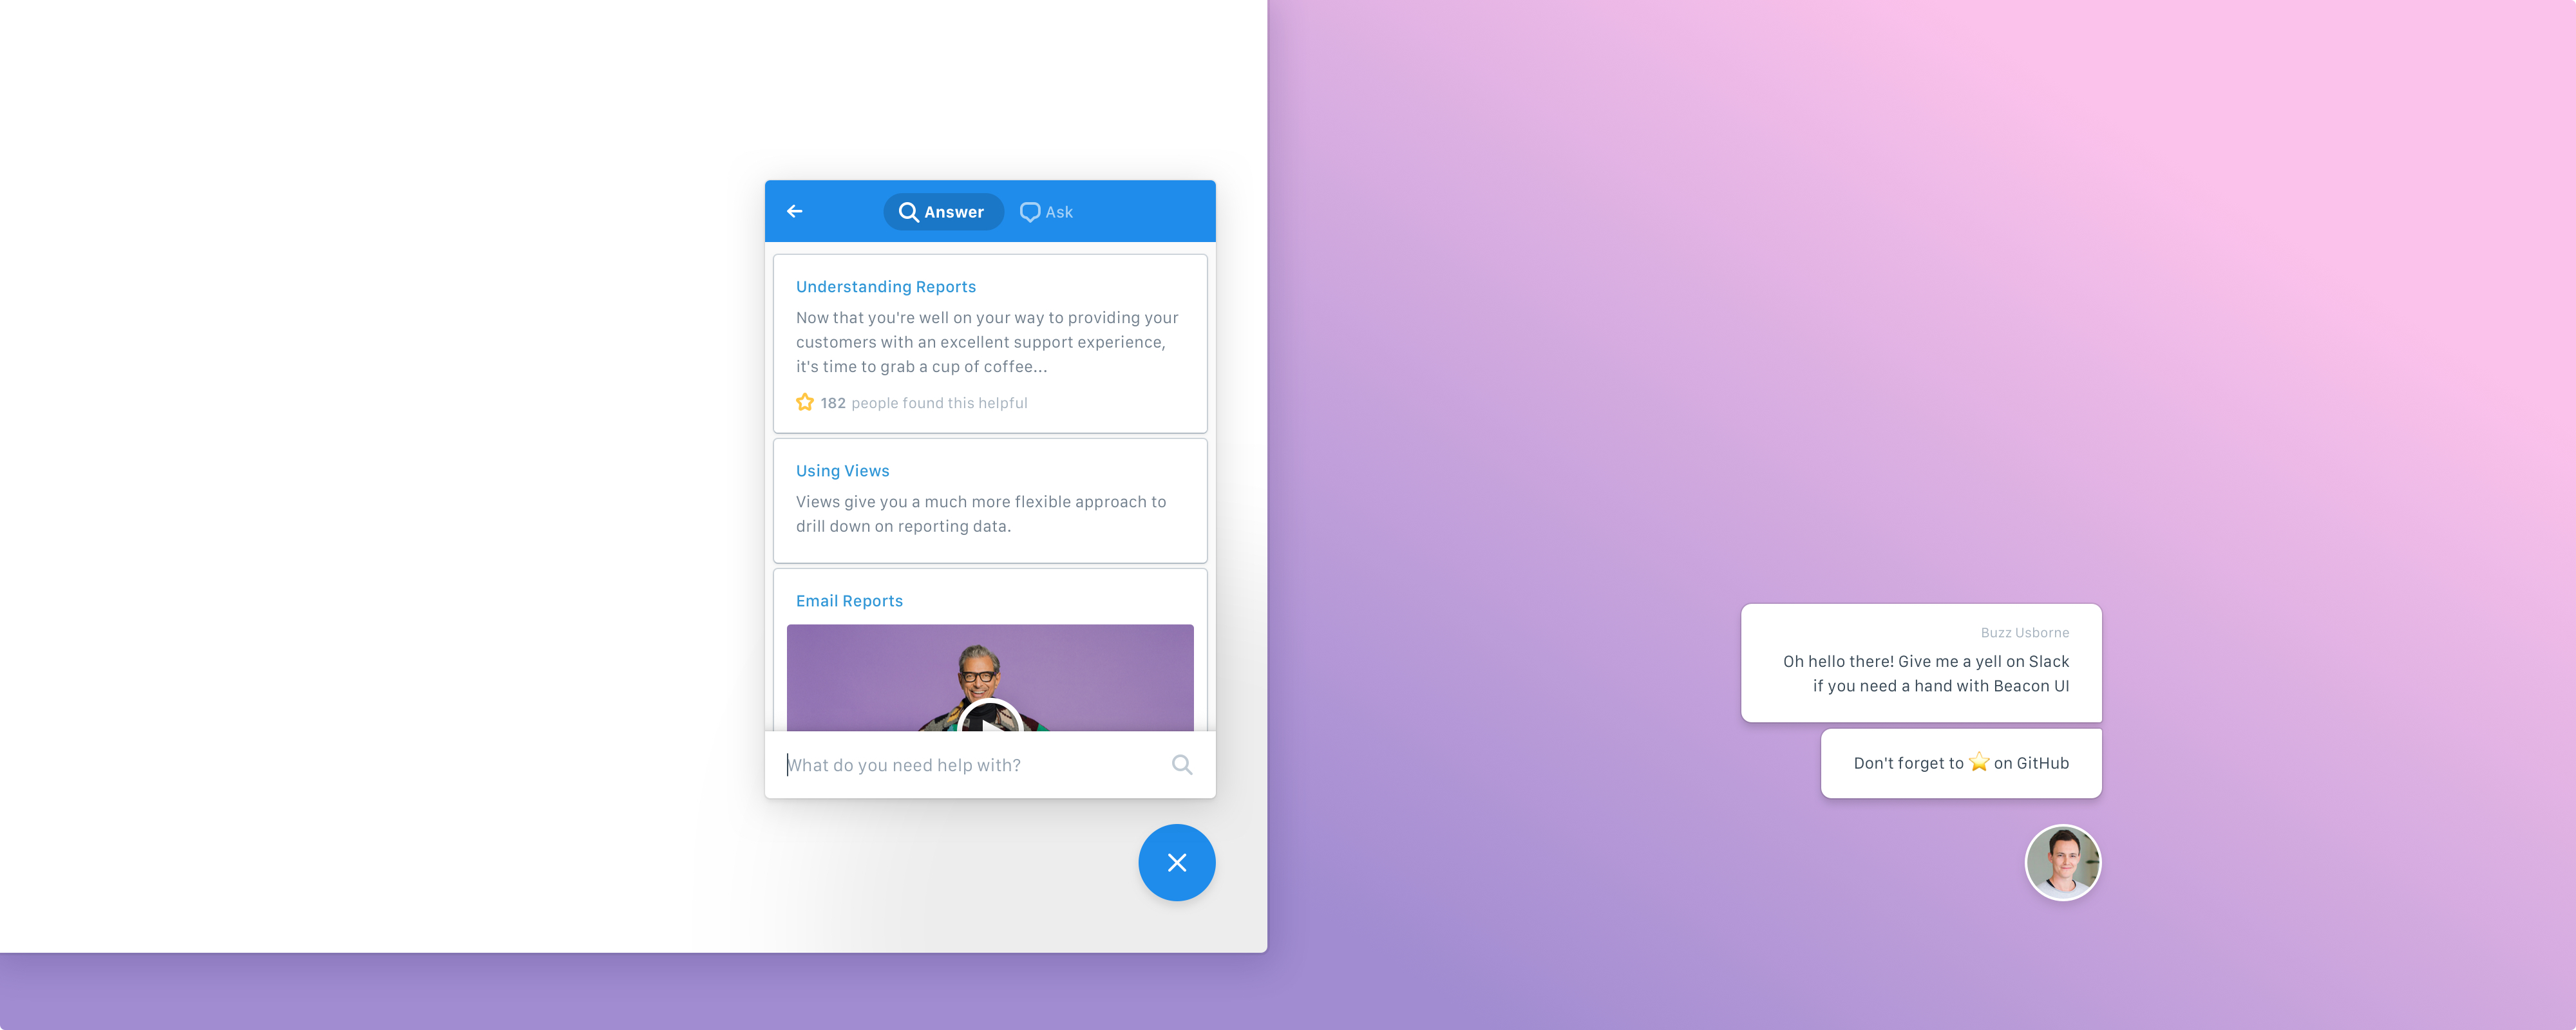 Answer
Ask
Understanding Reports
Now that you're well on your way to providing your
customers with an excellent support experience,
it's time to grab a cup of coffee...
182 people found this helpful
Using Views
Views give you a much more flexible approach to
drill down on reporting data.
Email Reports
What do you need help with?
Buzz Usborne
Oh hello there! Give me a yell on Slack
if you need a hand with Beacon UI
Don't forget to ⭐ on GitHub